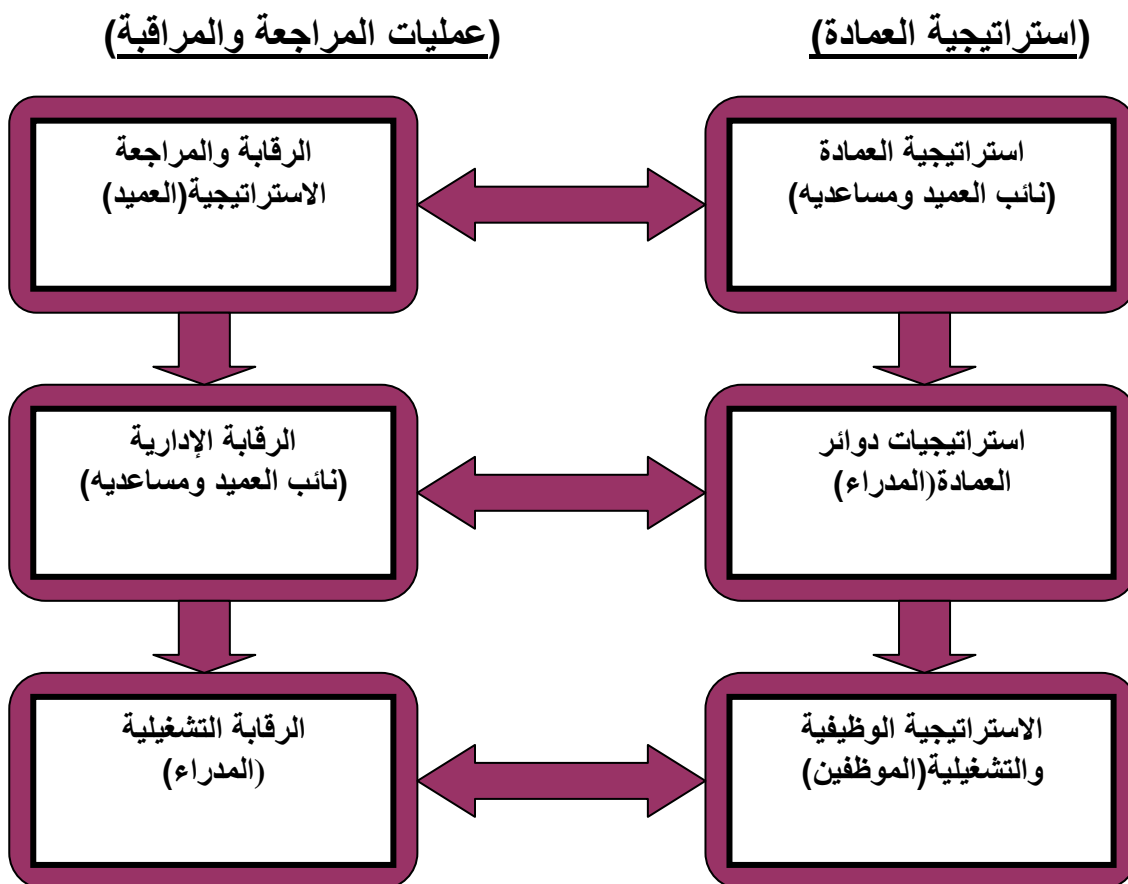 (استراتيجية العمادة)
(عمليات المراجعة والمراقبة)
استراتيجية العمادة
(نائب العميد ومساعديه)
الرقابة والمراجعة
الاستراتيجية(العميد)
استراتيجيات دوائر
العمادة(المدراء)
الرقابة الإدارية
(نائب العميد ومساعديه)
الاستراتيجية الوظيفية
والتشغيلية(الموظفين)
الرقابة التشغيلية
(المدراء)